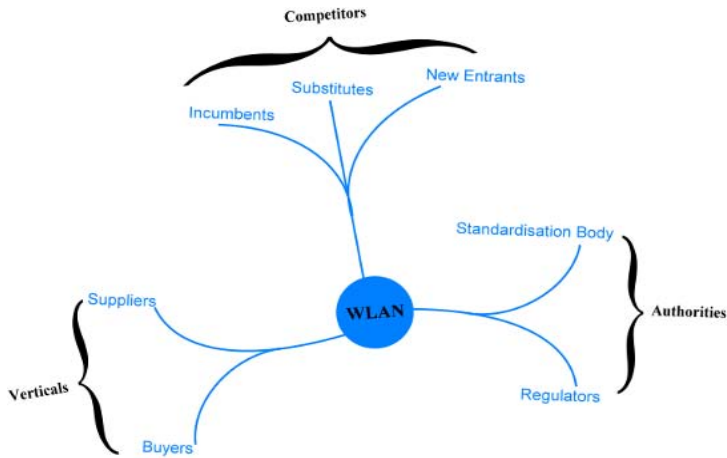 Competitors
New Entrants
Substitutes
Incumbents
Standardisation Body
Suppliers
WLAN
Authorities
Verticals
Regulators
Buyers